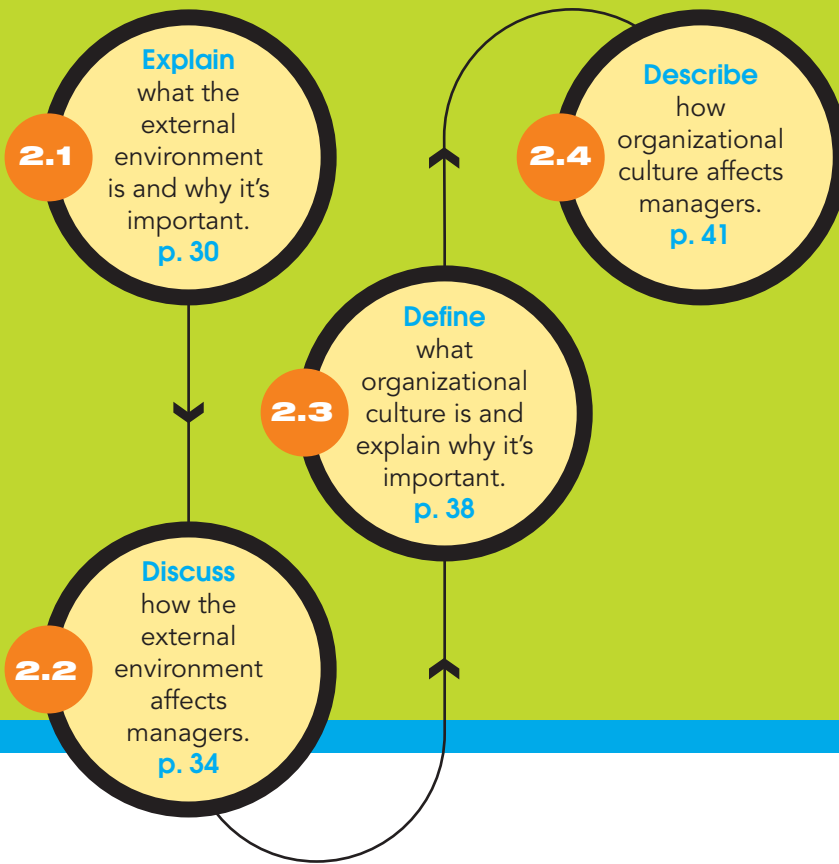 2.1
Explain
what the
external
environment
is and why it's
important.
p. 30
2.2
Discuss
how the
external
environment
affects
managers.
p. 34
2.3
Define
what
organizational
culture is and
explain why it's
important.
p. 38
2.4
Describe
how
organizational
culture affects
managers.
p. 41